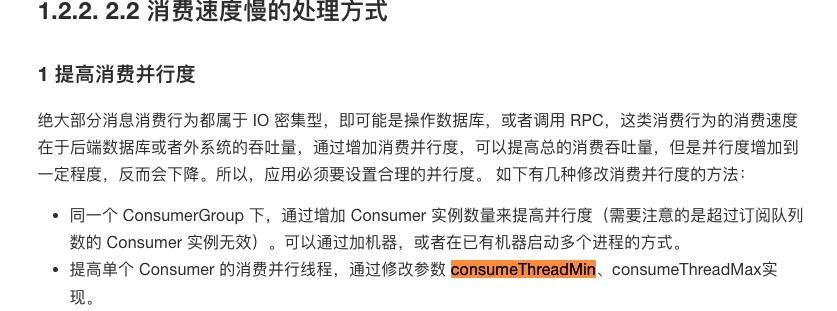 1.2.2. 2.2 消费速度慢的处理方式
1 提高消费并行度
绝大部分消息消费行为都属于 IO 密集型，即可能是操作数据库，或者调用 RPC，这类消费行为的消费速度
在于后端数据库或者外系统的吞吐量，通过增加消费并行度，可以提高总的消费吞吐量，但是并行度增加到
一定程度，反而会下降。所以，应用必须要设置合理的并行度。 如下有几种修改消费并行度的方法：
• 同一个 ConsumerGroup 下，通过增加 Consumer 实例数量来提高并行度（需要注意的是超过订阅队列
数的 Consumer 实例无效）。可以通过加机器，或者在已有机器启动多个进程的方式。
• 提高单个 Consumer 的消费并行线程，通过修改参数 consumeThreadMin、consumeThreadMax实
现。